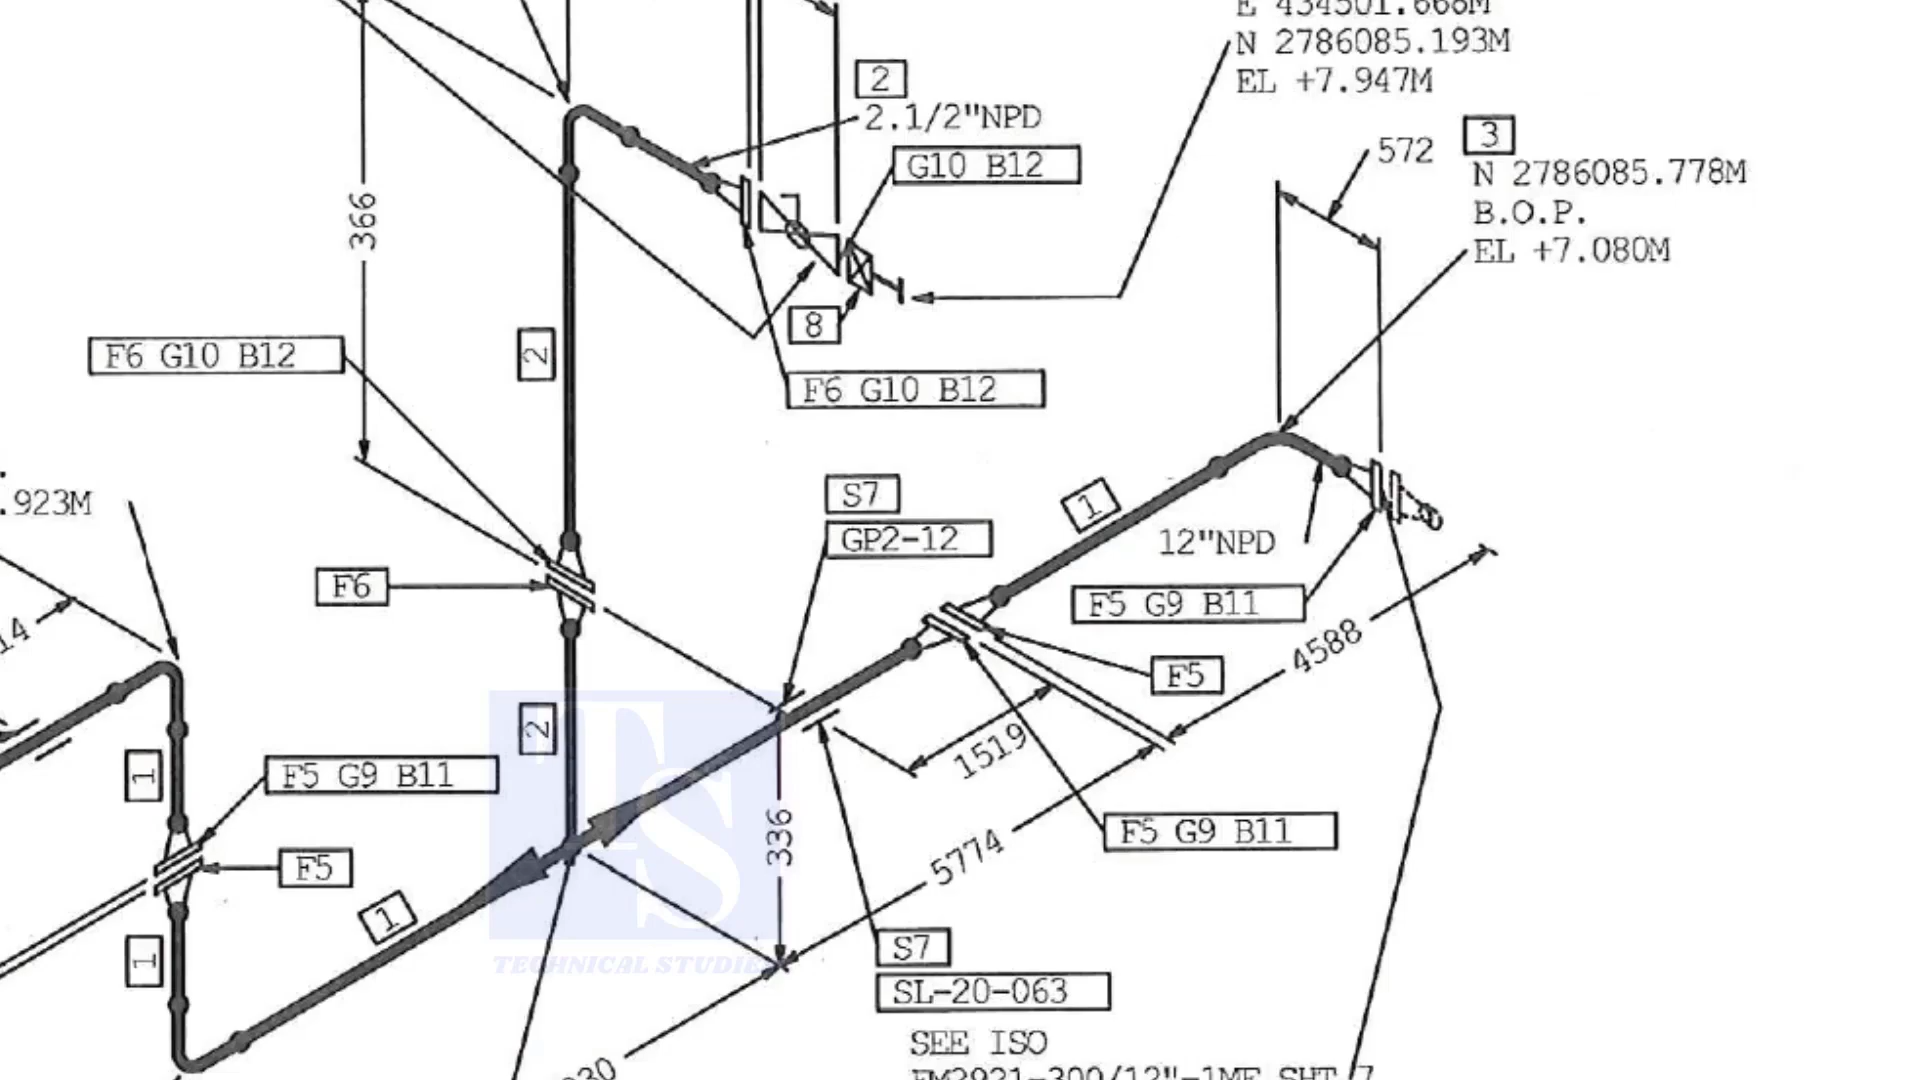 N 2786085.193M
EL +7.947M
2
2.1/2"NPD
G10 B12
572
3
N 2786085.778M
B.O.P.
EL +7.080M
366
8
F6 G10 B12
2
F6 G10 B12
.923M
S7
GP2-12
1
12"NPD
F6
F5 G9 B11
F5
4588
14
2
1519
1
F5 G9 B11
336
F5 G9 B11
5774
F5
1
1
TS
TECHNICAL STUDIES
S7
SL-20-063
SEE ISO